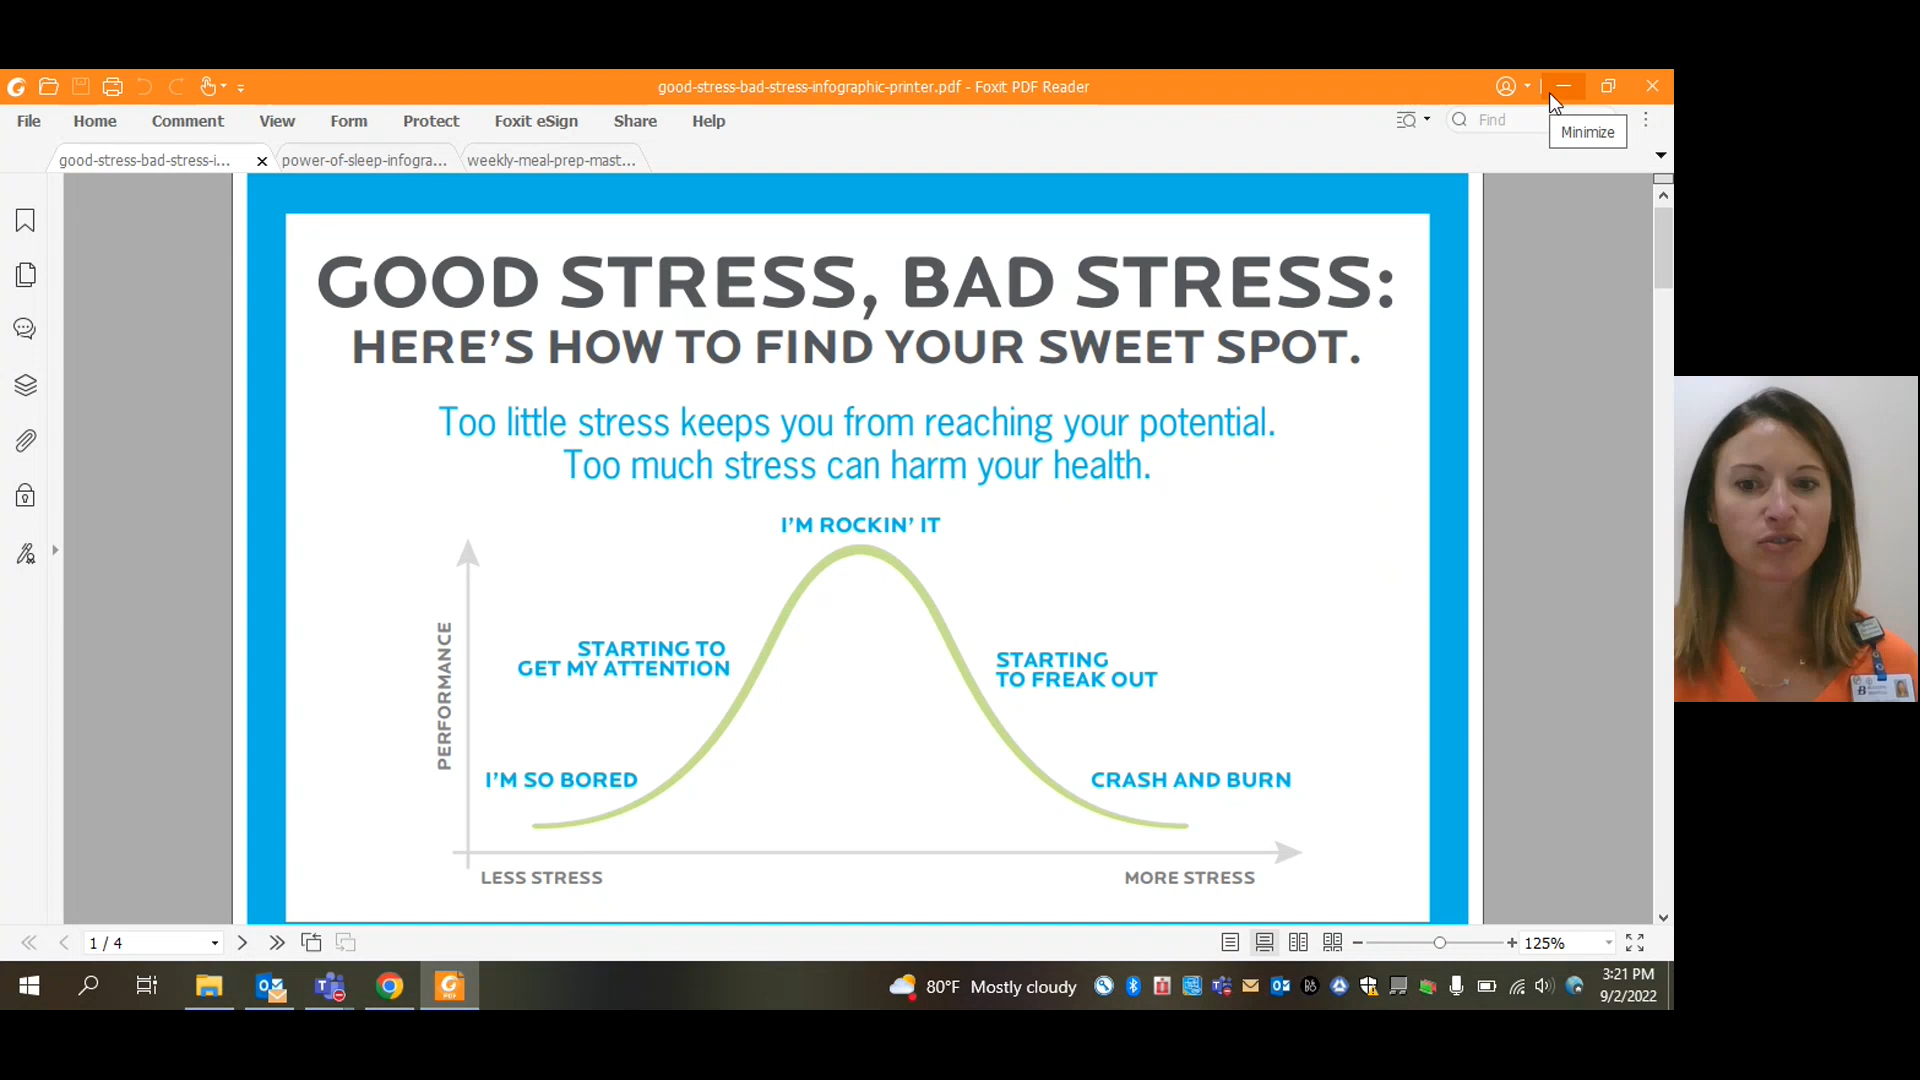 good-stress-bad-stress-infographic-printer.pdf - Foxit PDF Reader
File Home Comment View Form Protect Foxit eSign Share Help
Find
Minimize
good-stress-bad-stress-i... power-of-sleep-infogra... weekly-meal-prep-mast...
GOOD STRESS, BAD STRESS:
HERE'S HOW TO FIND YOUR SWEET SPOT.
Too little stress keeps you from reaching your potential.
Too much stress can harm your health.
I'M ROCKIN' IT
STARTING TO
GET MY ATTENTION
STARTING
TO FREAK OUT
PERFORMANCE
I'M SO BORED
CRASH AND BURN
LESS STRESS
MORE STRESS
1 / 4
125%
80°F Mostly cloudy
3:21 PM
9/2/2022